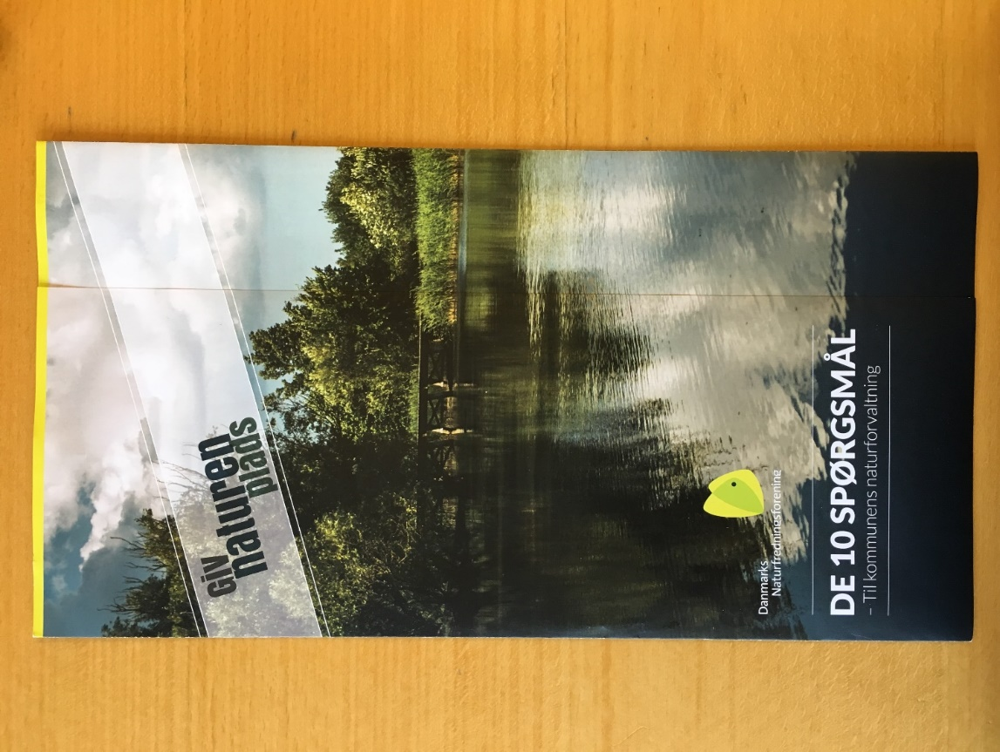 Giv
naturen
plads
Danmarks
Naturfredningsforening
DE 10 SPØRGSMÅL
- Til kommunens naturforvaltning